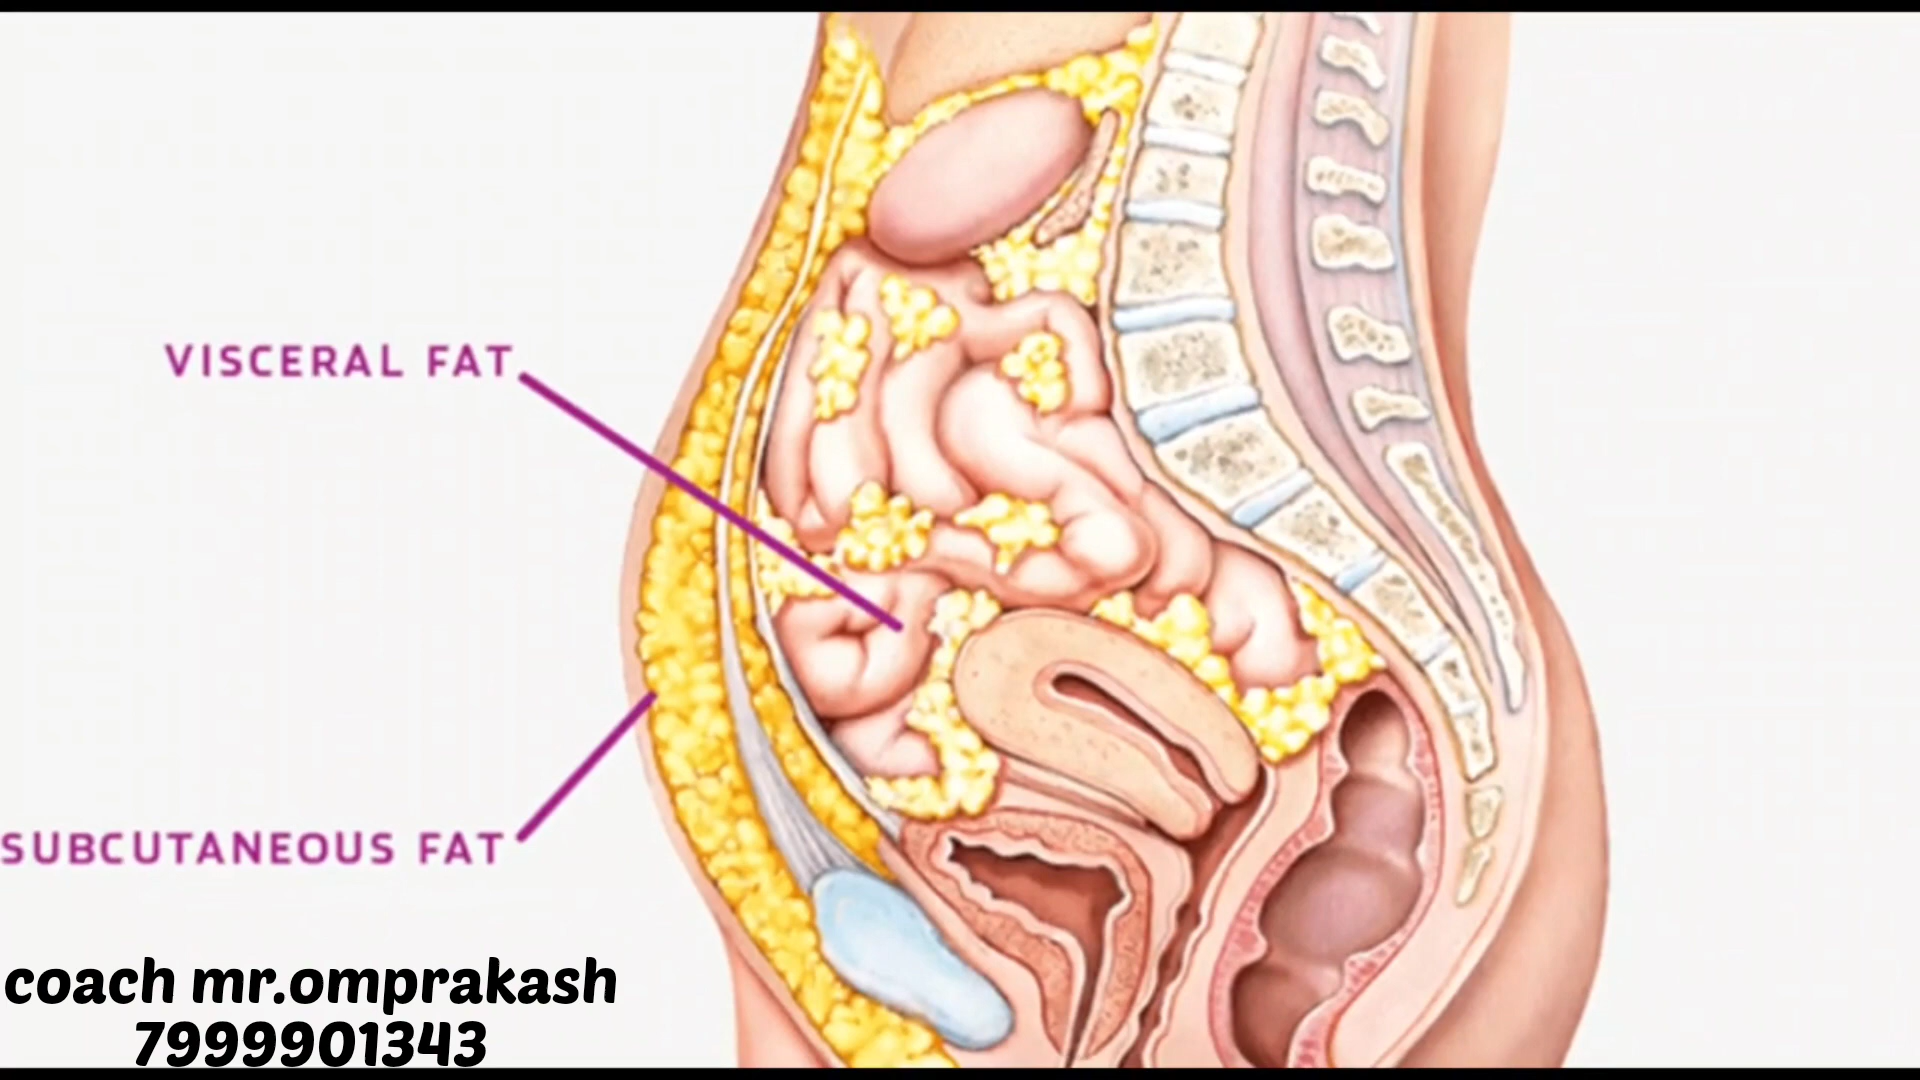 VISCERAL FAT
SUBCUTANEOUS FAT
coach mr.omprakash
7999901343